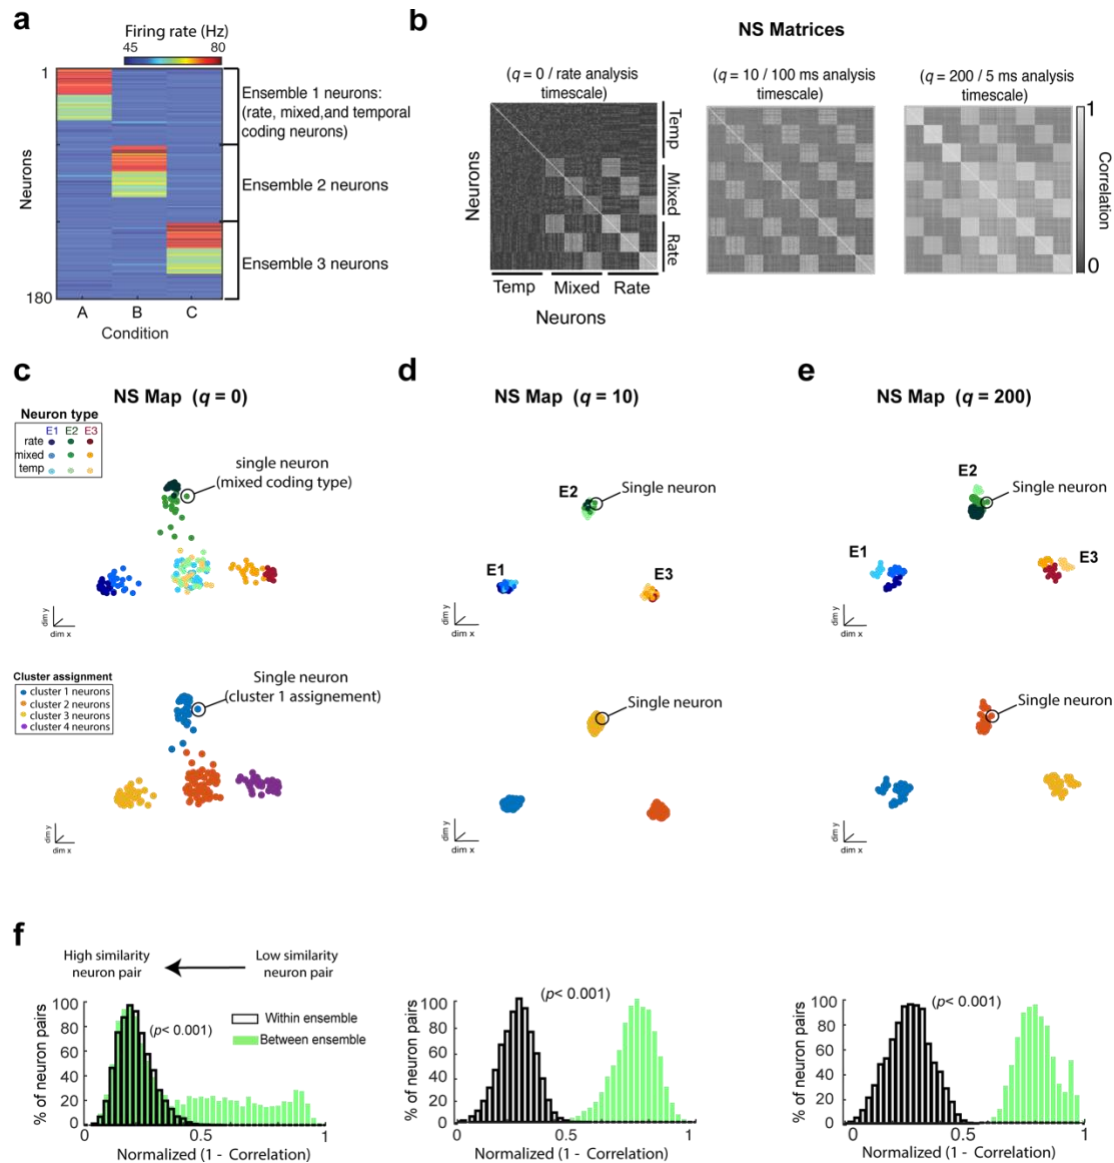 a
Firing rate (Hz)
45
80
1
Neurons
180
A
B
C
Condition
Ensemble 1 neurons:
(rate, mixed,and temporal
coding neurons)
Ensemble 2 neurons
Ensemble 3 neurons
b
NS Matrices
(q = 0 / rate analysis
timescale)
(q = 10 / 100 ms analysis
timescale)
(q = 200 / 5 ms analysis
timescale)
Neurons
Temp
Mixed
Rate
Temp
Mixed
Rate
Neurons
1
Correlation
0
c
NS Map (q = 0)
Neuron type
E1 E2 E3
rate
mixed
temp
single neuron
(mixed coding type)
dim y
dim x
Cluster assignment
cluster 1 neurons
cluster 2 neurons
cluster 3 neurons
cluster 4 neurons
Single neuron
(cluster 1 assignement)
dim y
dim x
d
NS Map (q = 10)
E2
Single neuron
E1
E3
dim y
dim x
Single neuron
dim y
dim x
e
NS Map (q = 200)
E2
Single neuron
E1
E3
dim y
dim x
Single neuron
dim y
dim x
f
High similarity
neuron pair
Low similarity
neuron pair
% of neuron pairs
100
80
60
40
20
0
(p< 0.001)
Within ensemble
Between ensemble
0
0.5
1
Normalized (1 - Correlation)
% of neuron pairs
100
80
60
40
20
0
(p< 0.001)
0
0.5
1
Normalized (1 - Correlation)
% of neuron pairs
100
80
60
40
20
0
(p< 0.001)
0
0.5
1
Normalized (1 - Correlation)